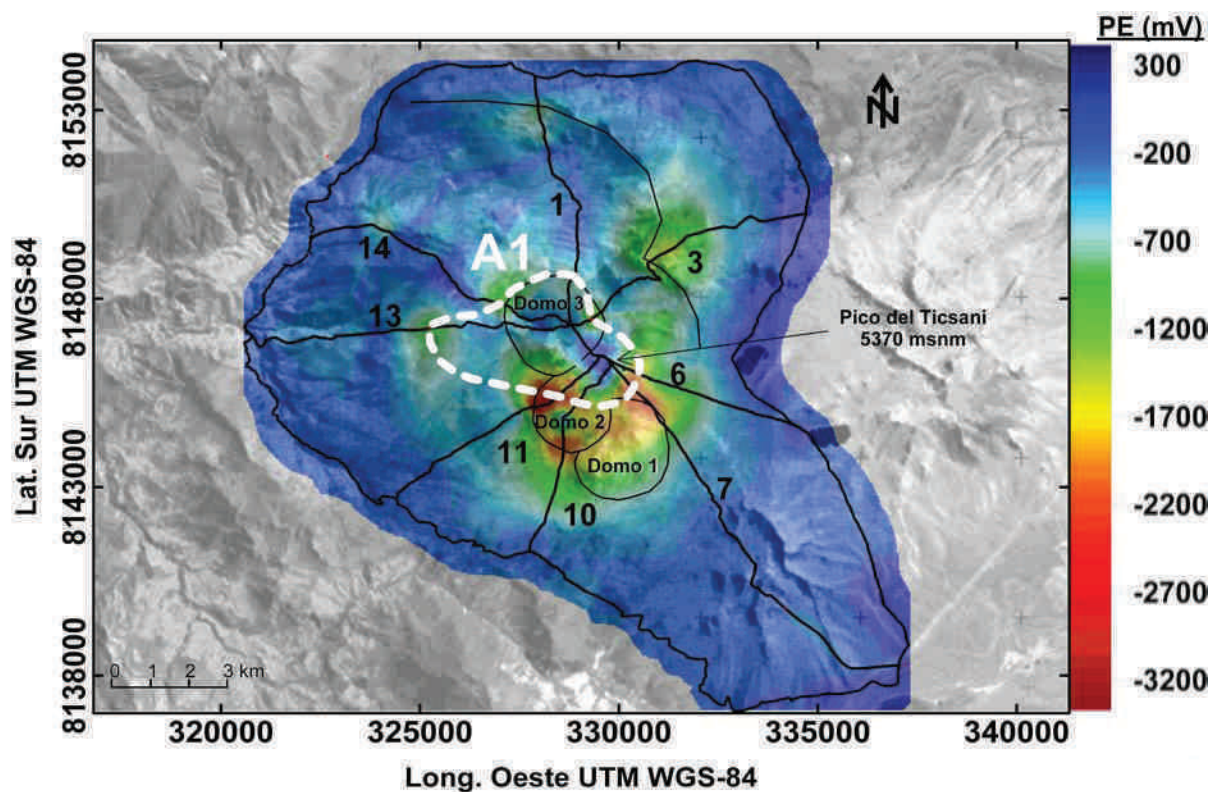 PE (mV)
300
-200
-700
-1200
-1700
-2200
-2700
-3200
N
8153000
8148000
8143000
8138000
Lat. Sur UTM WGS-84
1
14
A1
3
Domo 3
13
Pico del Ticsani
5370 msnm
6
Domo 2
11
Domo 1
10
7
0 1 2 3 km
320000 325000 330000 335000 340000
Long. Oeste UTM WGS-84